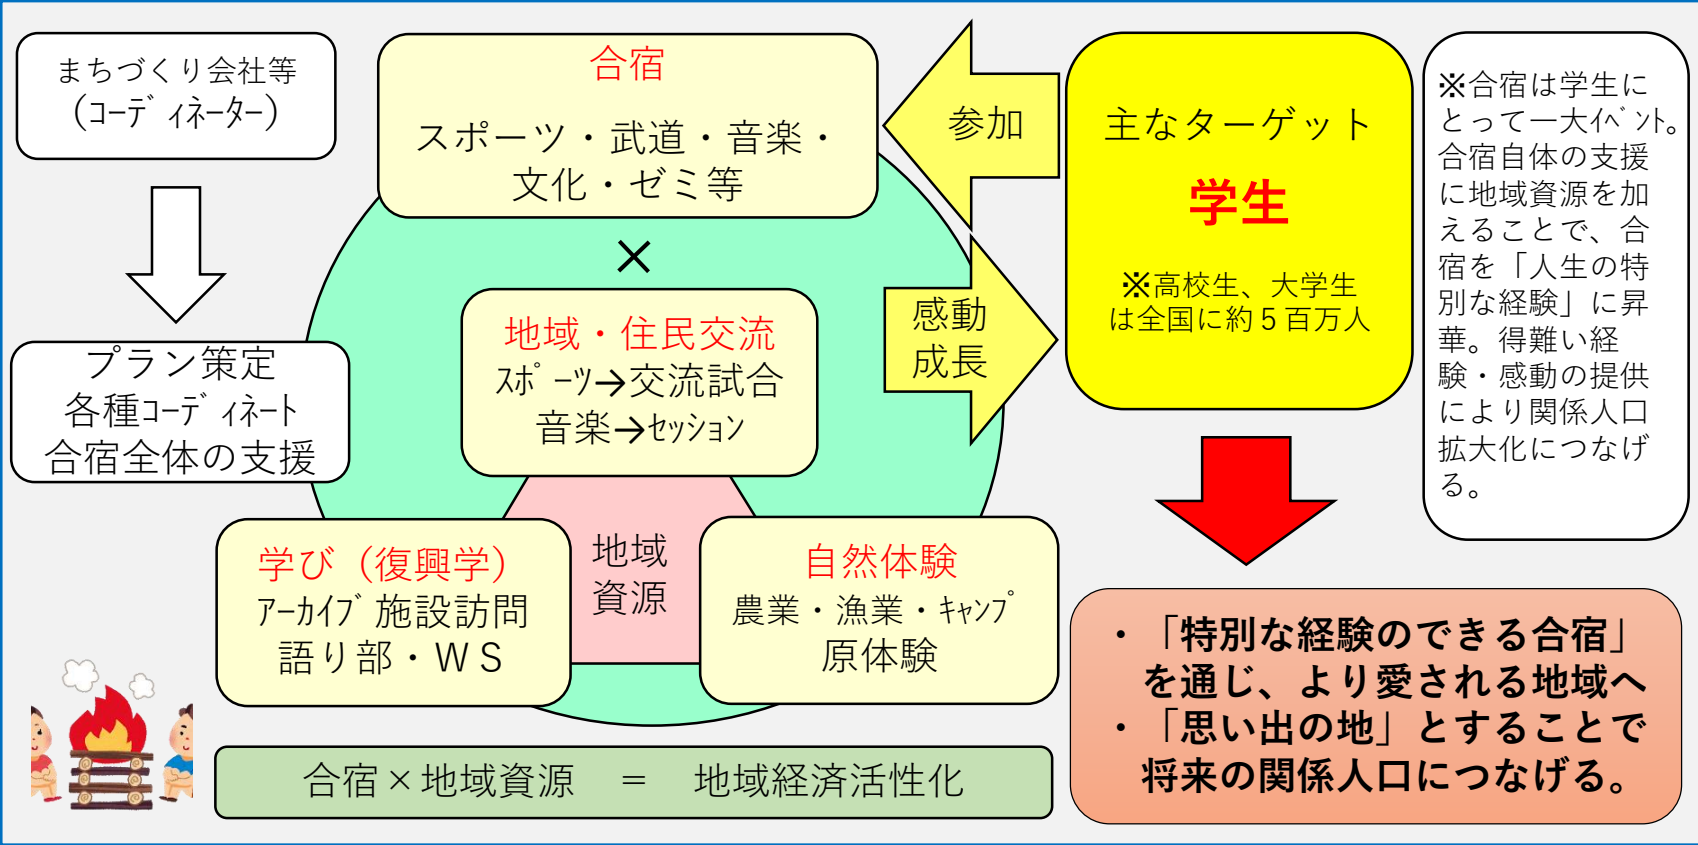 まちづくり会社等
（ｺｰﾃﾞｨﾈｰﾀｰ）
プラン策定
各種ｺｰﾃﾞｨﾈｰﾄ
合宿全体の支援
合宿
スポーツ・武道・音楽・
文化・ゼミ等
×
地域・住民交流
ｽﾎﾟｰﾂ→交流試合
音楽→ｾｯｼｮﾝ
学び（復興学）
ｱｰｶｲﾌﾞ施設訪問
語り部・ＷＳ
地域
資源
自然体験
農業・漁業・ｷｬﾝﾌﾟ
原体験
合宿×地域資源　＝　地域経済活性化
参加
感動
成長
主なターゲット
学生
※高校生、大学生
は全国に約５百万人
※合宿は学生に
とって一大ｲﾍﾞﾝﾄ。
合宿自体の支援
に地域資源を加
えることで、合
宿を「人生の特
別な経験」に昇
華。得難い経
験・感動の提供
により関係人口
拡大化につなげ
る。
・「特別な経験のできる合宿」
を通じ、より愛される地域へ
・「思い出の地」とすることで
将来の関係人口につなげる。